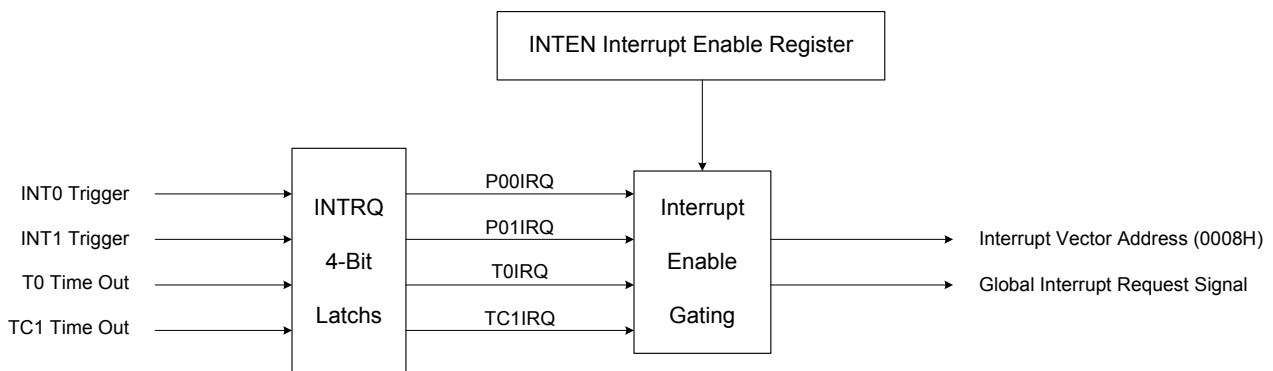 INTEN Interrupt Enable Register
INT0 Trigger
INT1 Trigger
T0 Time Out
TC1 Time Out
INTRQ
4-Bit
Latchs
P00IRQ
P01IRQ
T0IRQ
TC1IRQ
Interrupt
Enable
Gating
Interrupt Vector Address (0008H)
Global Interrupt Request Signal